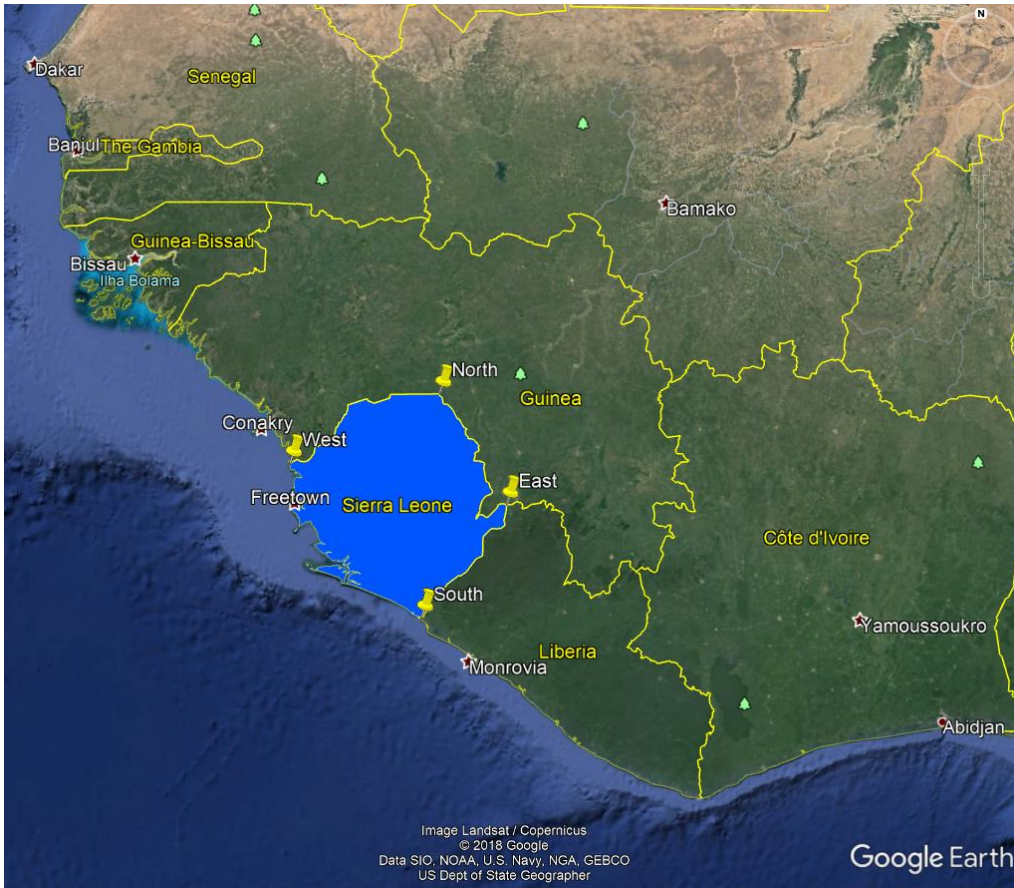 N
Dakar
Senegal
Banjul The Gambia
Bamako
Guinea-Bissau
Bissau
Ilha Bolama
North
Guinea
Conakry
West
East
Freetown
Sierra Leone
Côte d'Ivoire
South
Yamoussoukro
Liberia
Monrovia
Abidjan
Image Landsat / Copernicus
© 2018 Google
Data SIO, NOAA, U.S. Navy, NGA, GEBCO
US Dept of State Geographer
Google Earth